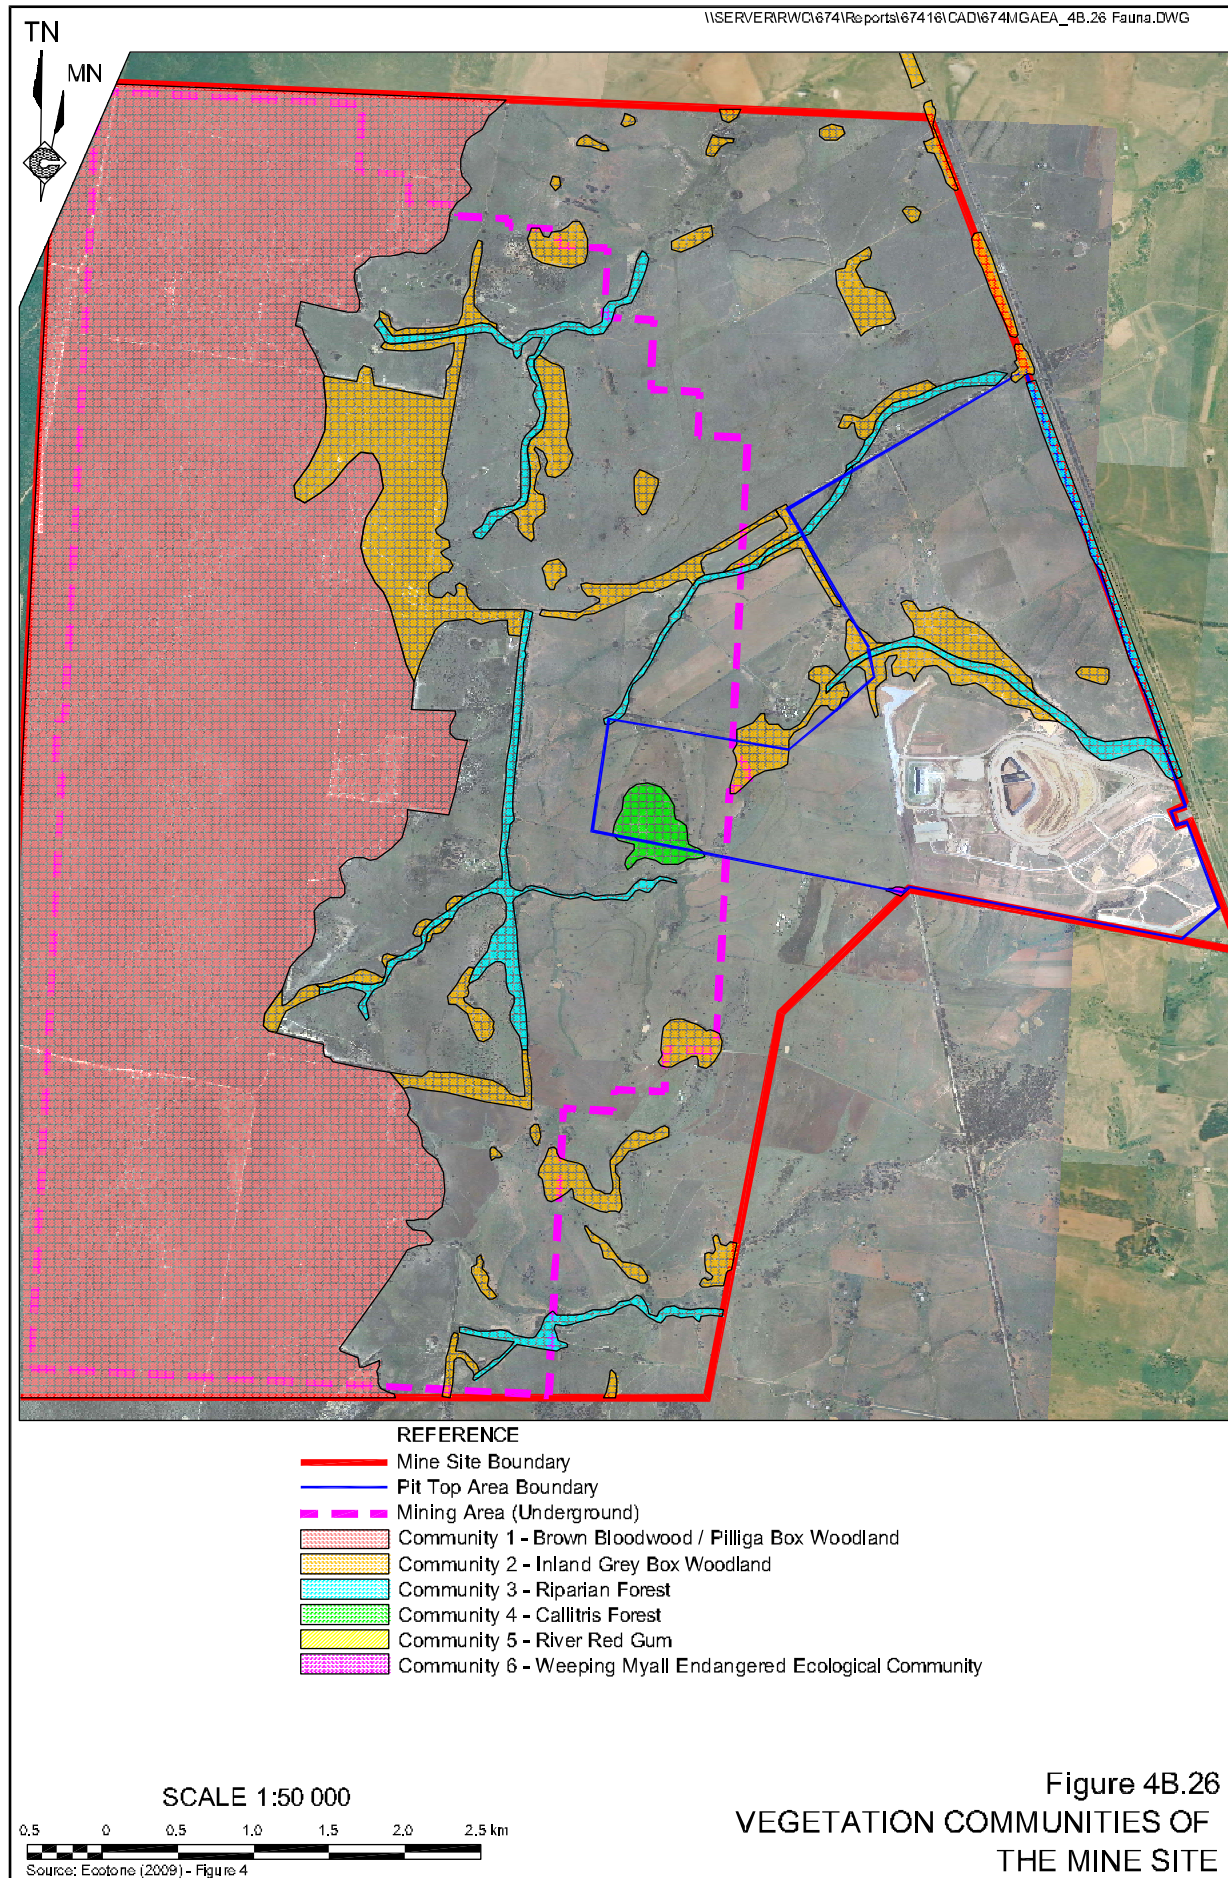 \\SERVER\RWC\674\Reports\67416\CAD\674MGAEA_4B.26 Fauna.DWG
TN
MN
REFERENCE
Mine Site Boundary
Pit Top Area Boundary
Mining Area (Underground)
Community 1 - Brown Bloodwood / Pilliga Box Woodland
Community 2 - Inland Grey Box Woodland
Community 3 - Riparian Forest
Community 4 - Callitris Forest
Community 5 - River Red Gum
Community 6 - Weeping Myall Endangered Ecological Community
SCALE 1:50 000
0.5 0 0.5 1.0 1.5 2.0 2.5 km
Source: Ecotone (2009) - Figure 4
Figure 4B.26
VEGETATION COMMUNITIES OF
THE MINE SITE